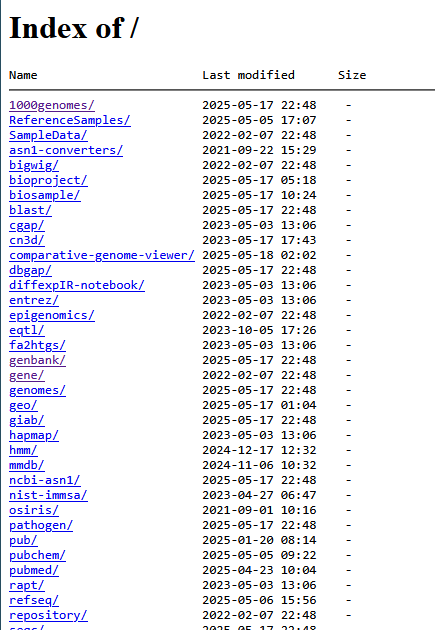 Index of /
Name Last modified Size
1000genomes/ 2025-05-17 22:48 -
ReferenceSamples/ 2025-05-05 17:07 -
SampleData/ 2022-02-07 22:48 -
asn1-converters/ 2021-09-22 15:29 -
bigwig/ 2022-02-07 22:48 -
bioproject/ 2025-05-17 05:18 -
biosample/ 2025-05-17 10:24 -
blast/ 2025-05-17 22:48 -
cgap/ 2023-05-03 13:06 -
cn3d/ 2023-05-17 17:43 -
comparative-genome-viewer/ 2025-05-18 02:02 -
dbgap/ 2025-05-17 22:48 -
diffexpIR-notebook/ 2023-05-03 13:06 -
entrez/ 2023-05-03 13:06 -
epigenomics/ 2022-02-07 22:48 -
eqtl/ 2023-10-05 17:26 -
fa2htgs/ 2023-05-03 13:06 -
genbank/ 2025-05-17 22:48 -
gene/ 2022-02-07 22:48 -
genomes/ 2025-05-17 22:48 -
geo/ 2025-05-17 01:04 -
giab/ 2025-05-17 22:48 -
hapmap/ 2023-05-03 13:06 -
hmm/ 2024-12-17 12:32 -
mmdb/ 2024-11-06 10:32 -
ncbi-asn1/ 2025-05-17 22:48 -
nist-immsa/ 2023-04-27 06:47 -
osiris/ 2021-09-01 10:16 -
pathogen/ 2025-05-17 22:48 -
pub/ 2025-01-20 08:14 -
pubchem/ 2025-05-05 09:22 -
pubmed/ 2025-04-23 10:04 -
rapt/ 2023-05-03 13:06 -
refseq/ 2025-05-06 15:56 -
repository/ 2022-02-07 22:48 -